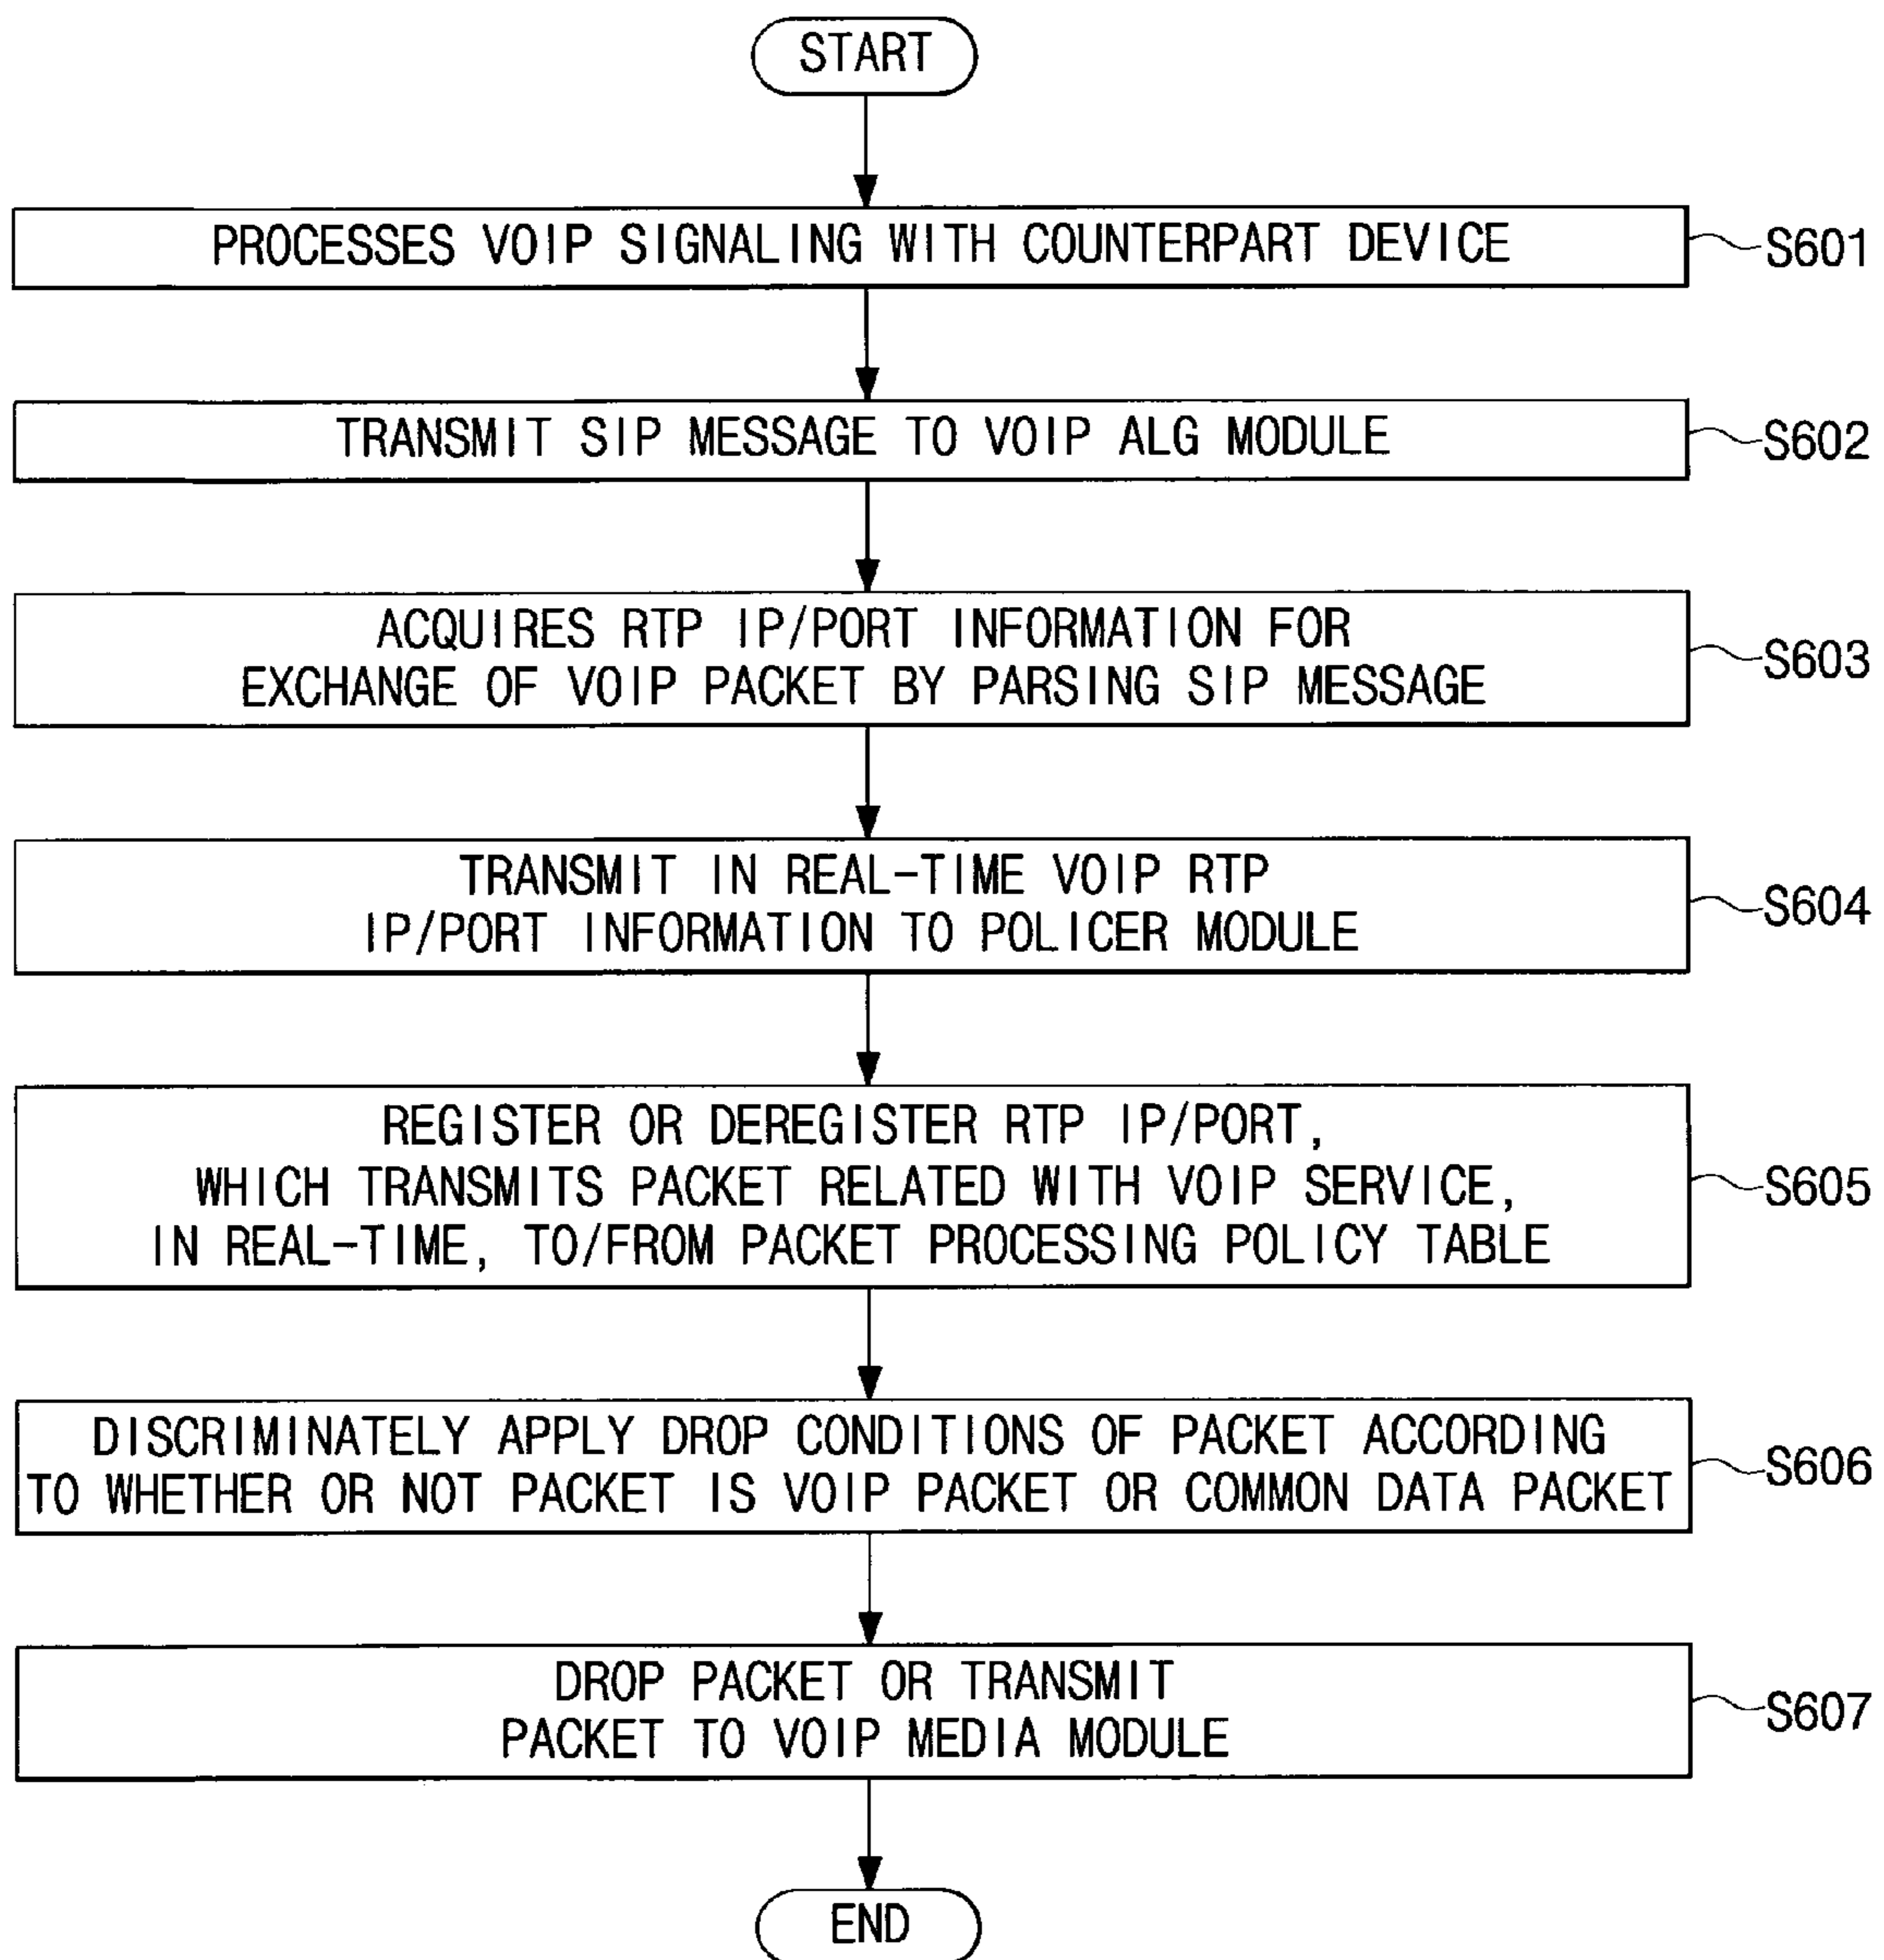 START
PROCESSES VOIP SIGNALING WITH COUNTERPART DEVICE
S601
TRANSMIT SIP MESSAGE TO VOIP ALG MODULE
S602
ACQUIRES RTP IP/PORT INFORMATION FOR
EXCHANGE OF VOIP PACKET BY PARSING SIP MESSAGE
S603
TRANSMIT IN REAL-TIME VOIP RTP
IP/PORT INFORMATION TO POLICER MODULE
S604
REGISTER OR DEREGISTER RTP IP/PORT,
WHICH TRANSMITS PACKET RELATED WITH VOIP SERVICE,
IN REAL-TIME, TO/FROM PACKET PROCESSING POLICY TABLE
S605
DISCRIMINATELY APPLY DROP CONDITIONS OF PACKET ACCORDING
TO WHETHER OR NOT PACKET IS VOIP PACKET OR COMMON DATA PACKET
S606
DROP PACKET OR TRANSMIT
PACKET TO VOIP MEDIA MODULE
S607
END